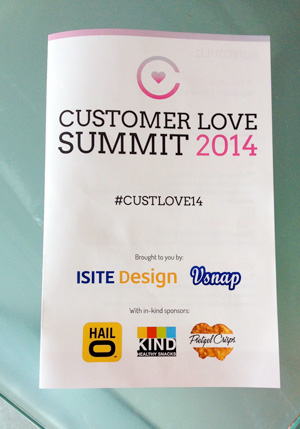 CUSTOMER LOVE
SUMMIT 2014
#CUSTLOVE14
Brought to you by:
ISITE Design Vsnap
With in-kind sponsors:
HAIL
O
KIND
HEALTHY SNACKS
Pretzel Crisps